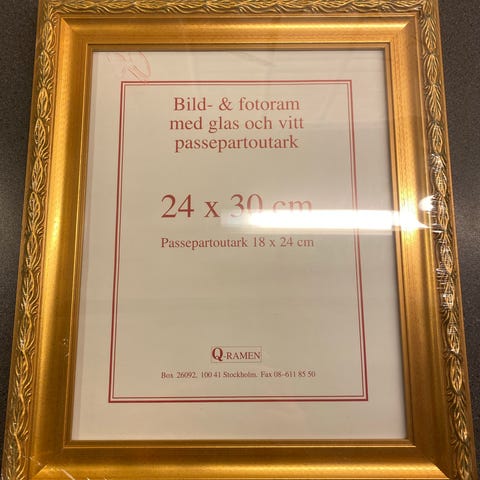 Bild- & fotoram
med glas och vitt
passepartoutark
24 x 30 cm
Passepartoutark 18 x 24 cm
Q-RAMEN
Box 26092, 100 41 Stockholm. Fax 08-611 85 50